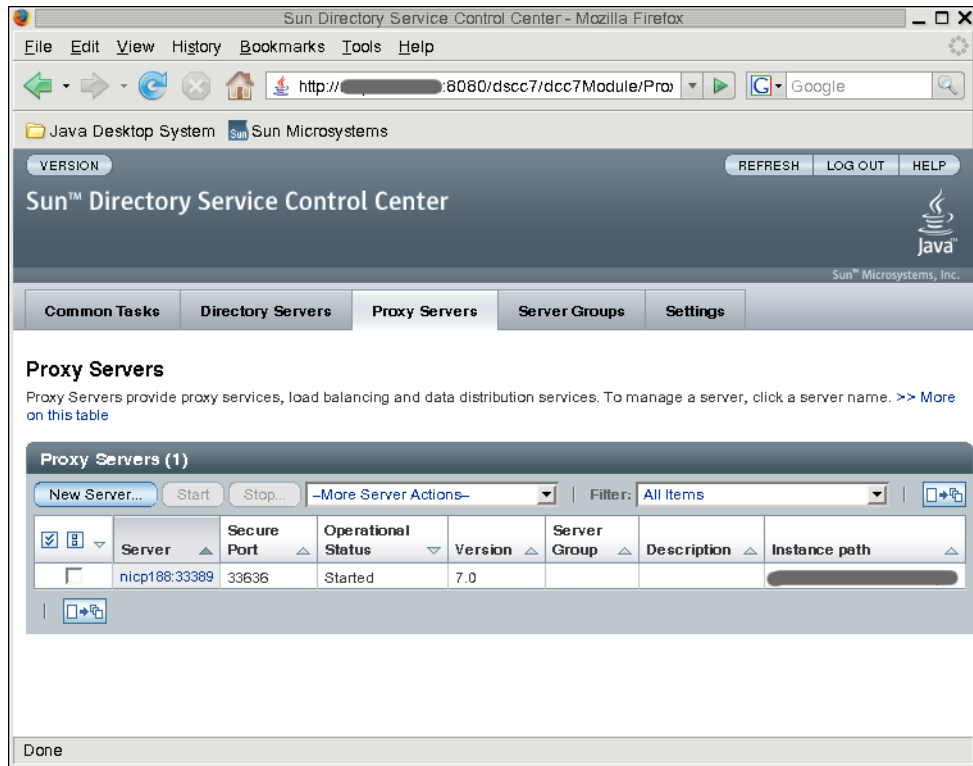 Sun Directory Service Control Center - Mozilla Firefox
File Edit View History Bookmarks Tools Help
http:// :8080/dscc7/dcc7Module/Pro G Google
Java Desktop System Sun Sun Microsystems
VERSION REFRESH LOG OUT HELP
Sun™ Directory Service Control Center
Java™
Sun™ Microsystems, Inc.
Common Tasks Directory Servers Proxy Servers Server Groups Settings
Proxy Servers
Proxy Servers provide proxy services, load balancing and data distribution services. To manage a server, click a server name. >> More
on this table
Proxy Servers (1)
New Server... Start Stop... –More Server Actions– | Filter: All Items |
Server Secure Port Operational Status Version Server Group Description Instance path
nicp188:33389 33636 Started 7.0
|
Done